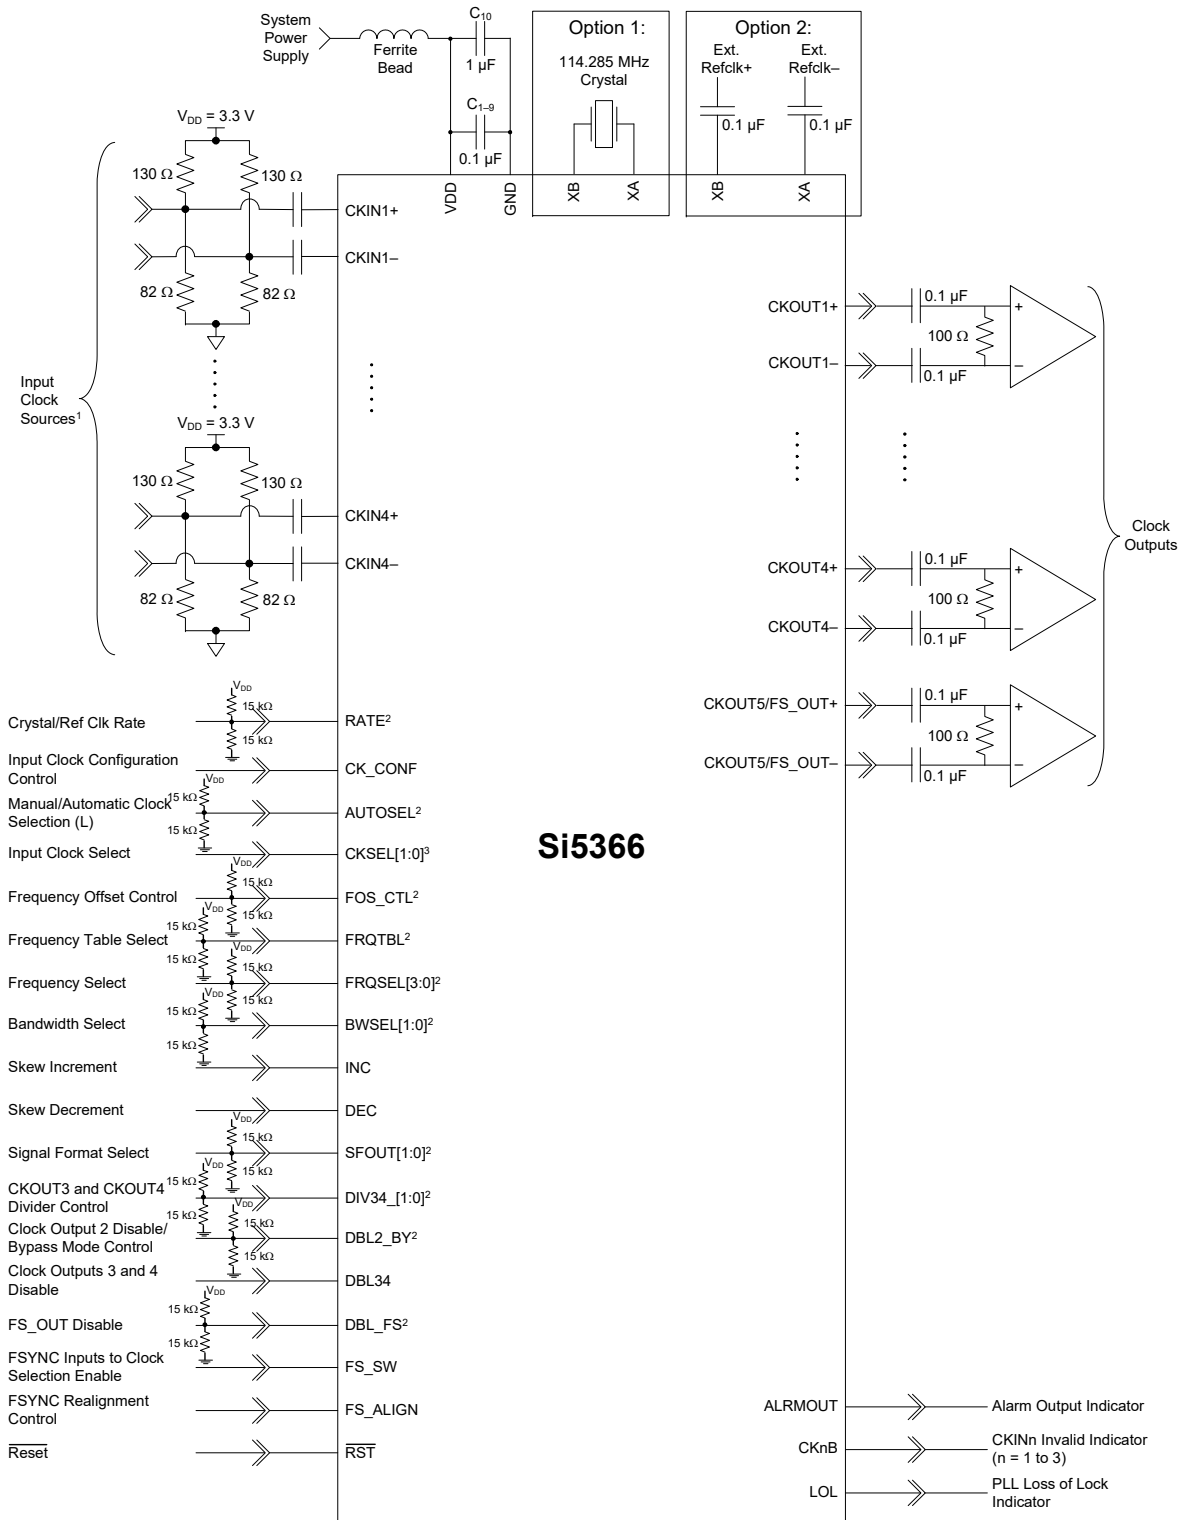 System
Power
Supply
Ferrite
Bead
C10
1 µF
C1–9
0.1 µF
VDD
GND
Option 1:
114.285 MHz
Crystal
XB
XA
Option 2:
Ext.
Refclk+
Ext.
Refclk–
0.1 µF
0.1 µF
XB
XA
VDD = 3.3 V
130 Ω
130 Ω
CKIN1+
CKIN1–
82 Ω
82 Ω
Input
Clock
Sources1
VDD = 3.3 V
130 Ω
130 Ω
CKIN4+
CKIN4–
82 Ω
82 Ω
CKOUT1+
0.1 µF
+
100 Ω
CKOUT1–
–
0.1 µF
CKOUT4+
0.1 µF
+
100 Ω
CKOUT4–
–
0.1 µF
CKOUT5/FS_OUT+
0.1 µF
+
100 Ω
CKOUT5/FS_OUT–
–
0.1 µF
Clock
Outputs
Si5366
VDD
15 kΩ
Crystal/Ref Clk Rate
RATE2
15 kΩ
Input Clock Configuration
Control
CK_CONF
VDD
15 kΩ
Manual/Automatic Clock
Selection (L)
AUTOSEL2
15 kΩ
Input Clock Select
CKSEL[1:0]3
VDD
15 kΩ
Frequency Offset Control
FOS_CTL2
15 kΩ
VDD
15 kΩ
Frequency Table Select
FRQTBL2
15 kΩ
VDD
15 kΩ
Frequency Select
FRQSEL[3:0]2
15 kΩ
VDD
15 kΩ
Bandwidth Select
BWSEL[1:0]2
15 kΩ
Skew Increment
INC
Skew Decrement
DEC
VDD
15 kΩ
Signal Format Select
SFOUT[1:0]2
15 kΩ
VDD
15 kΩ
CKOUT3 and CKOUT4
Divider Control
DIV34_[1:0]2
15 kΩ
VDD
15 kΩ
Clock Output 2 Disable/
Bypass Mode Control
DBL2_BY2
15 kΩ
Clock Outputs 3 and 4
Disable
DBL34
VDD
15 kΩ
FS_OUT Disable
DBL_FS2
15 kΩ
FSYNC Inputs to Clock
Selection Enable
FS_SW
FSYNC Realignment
Control
FS_ALIGN
Reset
RST
ALRMOUT
Alarm Output Indicator
CKnB
CKINn Invalid Indicator
(n = 1 to 3)
LOL
PLL Loss of Lock
Indicator